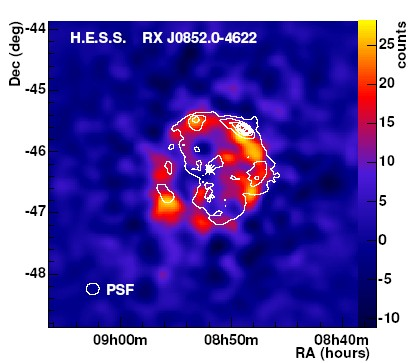 H.E.S.S. RX J0852.0-4622
Dec (deg)
-44
-45
-46
-47
-48
PSF
09h00m
08h50m
08h40m
RA (hours)
counts
25
20
15
10
5
0
-5
-10